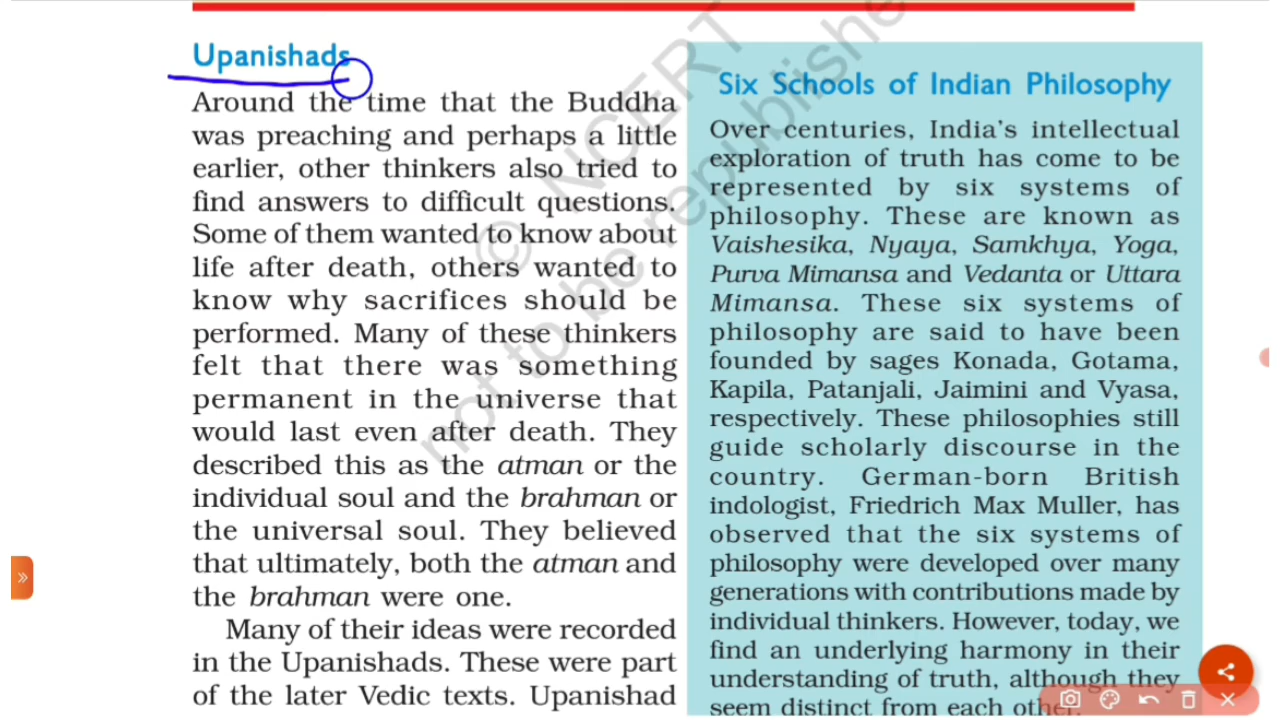 Upanishads
Around the time that the Buddha
was preaching and perhaps a little
earlier, other thinkers also tried to
find answers to difficult questions.
Some of them wanted to know about
life after death, others wanted to
know why sacrifices should be
performed. Many of these thinkers
felt that there was something
permanent in the universe that
would last even after death. They
described this as the atman or the
individual soul and the brahman or
the universal soul. They believed
that ultimately, both the atman and
the brahman were one.
Many of their ideas were recorded
in the Upanishads. These were part
of the later Vedic texts. Upanishad
Six Schools of Indian Philosophy
Over centuries, India's intellectual
exploration of truth has come to be
represented by six systems of
philosophy. These are known as
Vaishesika, Nyaya, Samkhya, Yoga,
Purva Mimansa and Vedanta or Uttara
Mimansa. These six systems of
philosophy are said to have been
founded by sages Konada, Gotama,
Kapila, Patanjali, Jaimini and Vyasa,
respectively. These philosophies still
guide scholarly discourse in the
country. German-born British
indologist, Friedrich Max Muller, has
observed that the six systems of
philosophy were developed over many
generations with contributions made by
individual thinkers. However, today, we
find an underlying harmony in their
understanding of truth, although they
seem distinct from each other.
© NCERT
not to be republishe